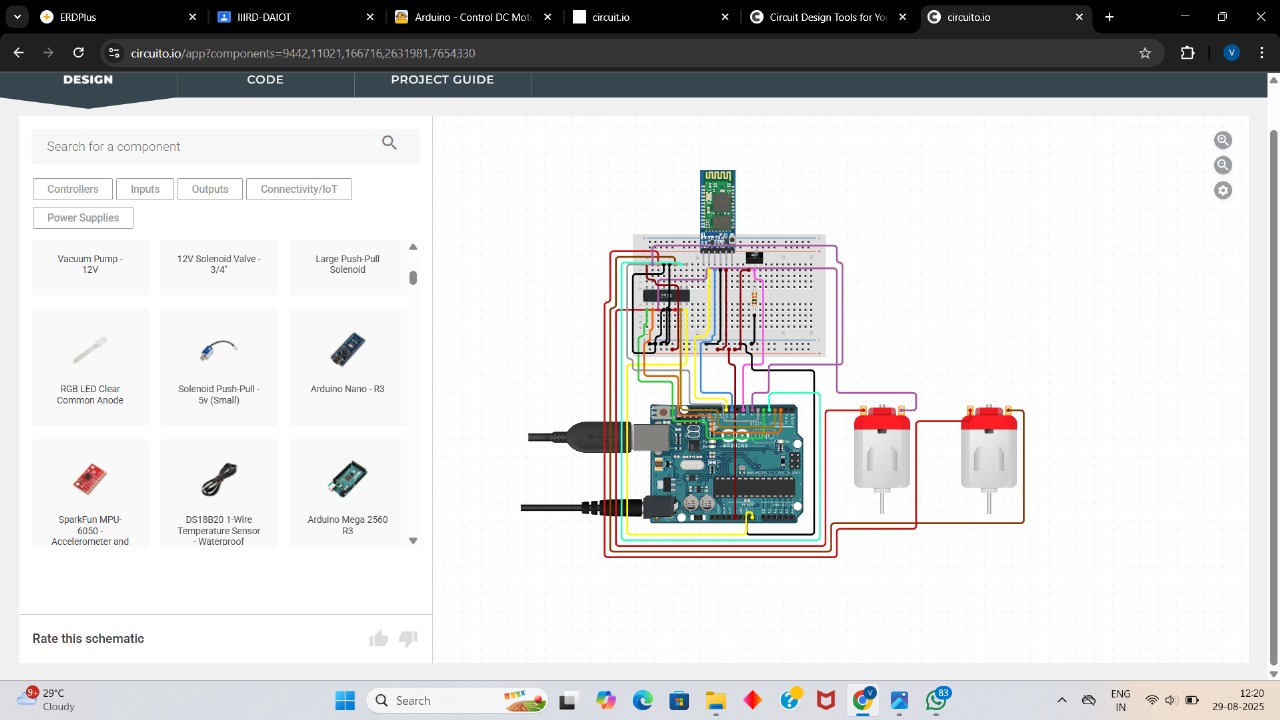 ERDPlus
IIIRD-DAIOT
Arduino - Control DC Moto
circuit.io
Circuit Design Tools for You
circuito.io
circuito.io/app?components=9442,11021,166716,2631981,7654330
V
DESIGN
CODE
PROJECT GUIDE
Search for a component
Controllers
Inputs
Outputs
Connectivity/IoT
Power Supplies
Vacuum Pump -
12V
12V Solenoid Valve -
3/4"
Large Push-Pull
Solenoid
RGB LED Clear
Common Anode
Solenoid Push-Pull -
5v (Small)
Arduino Nano - R3
SparkFun MPU-
6050
Accelerometer and
DS18B20 1-Wire
Temperature Sensor
- Waterproof
Arduino Mega 2560
R3
Rate this schematic
9+
29°C
Cloudy
Search
V
83
ENG
IN
12:20
29-08-2025